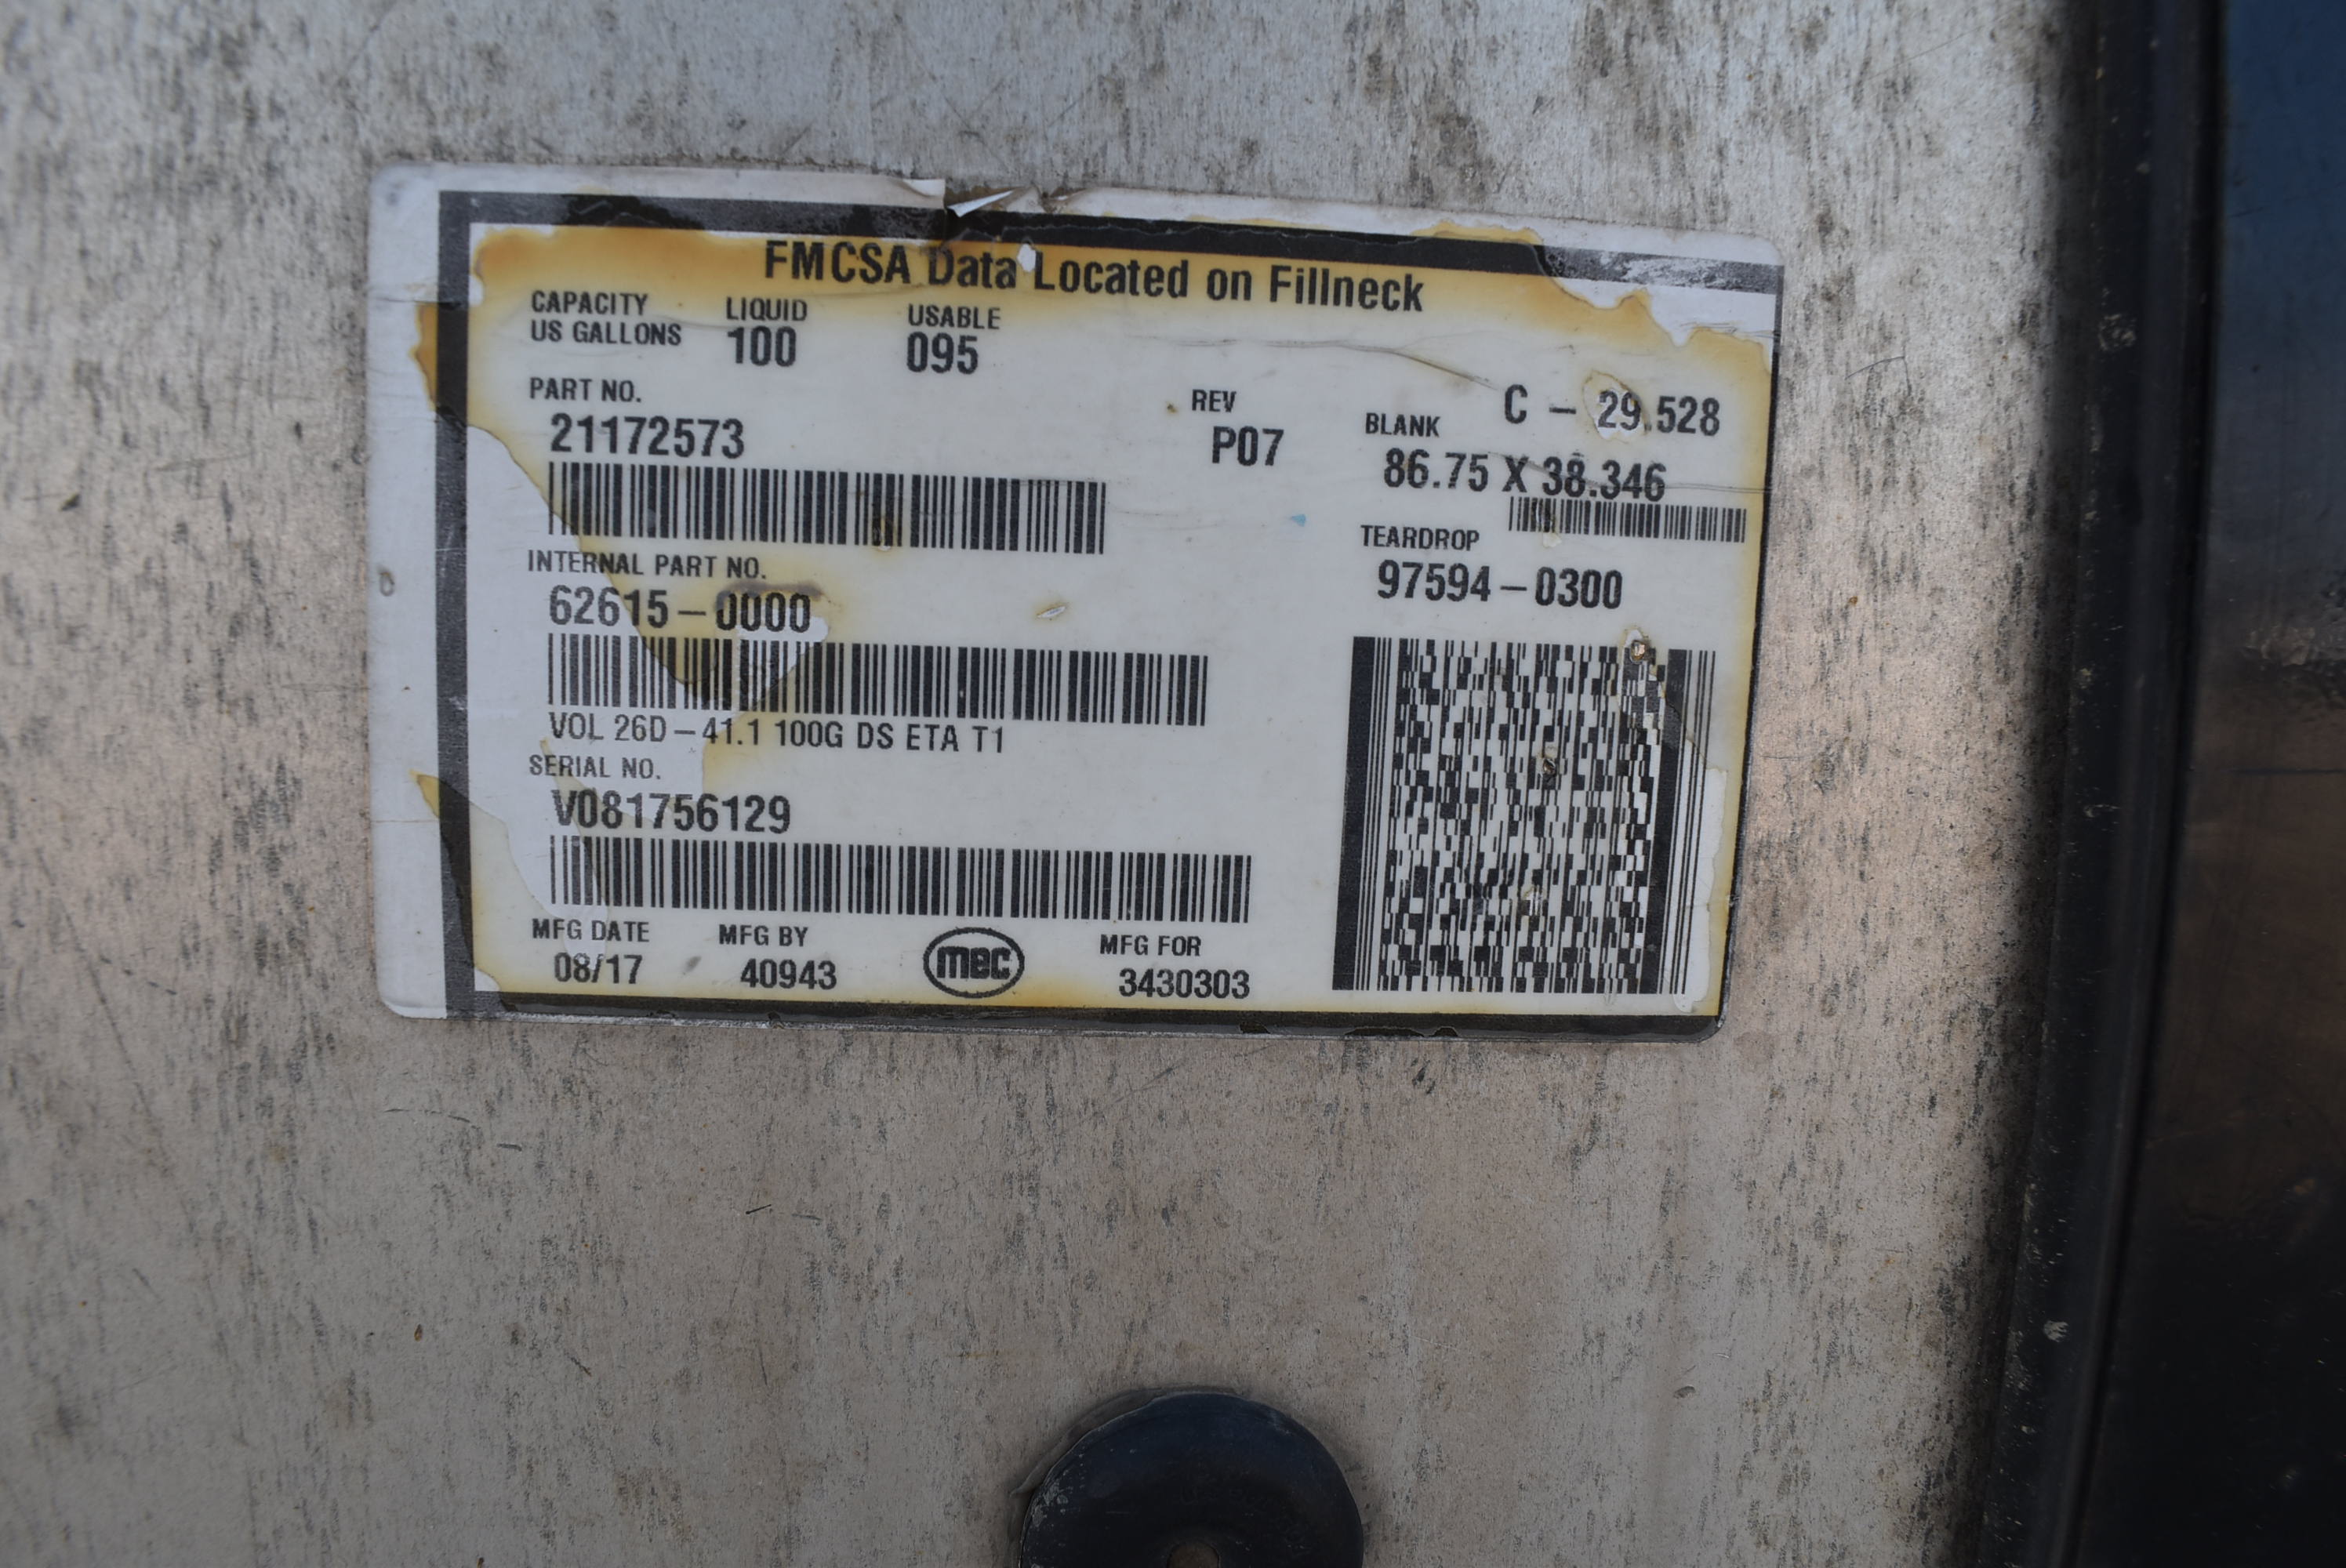 FMCSA Data Located on Fillneck
CAPACITY US GALLONS LIQUID 100 USABLE 095
PART NO.
21172573
REV
P07
C - 29.528
BLANK
86.75 X 38.346
INTERNAL PART NO.
62615-0000
TEARDROP
97594-0300
VOL 26D-41.1 100G DS ETA T1
SERIAL NO.
V081756129
MFG DATE
08/17
MFG BY
40943
mec
MFG FOR
3430303